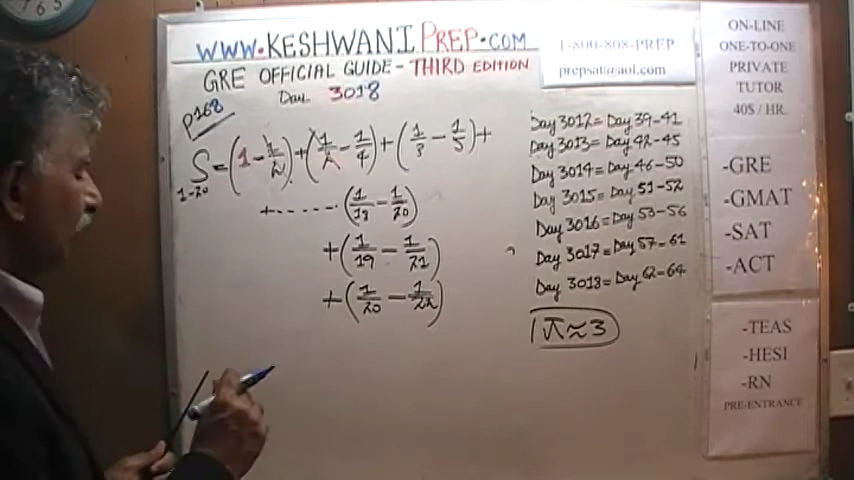 WWW.KESHWANIPREP.COM
GRE OFFICIAL GUIDE - THIRD EDITION
Day 3018
P168
S = (1 - 1/2) + (1/2 - 1/4) + (1/3 - 1/5) +
1-20
+ ...... (1/18 - 1/20)
+ (1/19 - 1/21)
+ (1/20 - 1/22)
1-800-808-PREP
prepsat@aol.com
Day 3012 = Day 39-41
Day 3013 = Day 42-45
Day 3014 = Day 46-50
Day 3015 = Day 51-52
Day 3016 = Day 53-56
Day 3017 = Day 57-61
Day 3018 = Day 62-64
π ≈ 3
ON-LINE
ONE-TO-ONE
PRIVATE
TUTOR
40$ / HR.
-GRE
-GMAT
-SAT
-ACT
-TEAS
-HESI
-RN
PRE-ENTRANCE
7 6 5